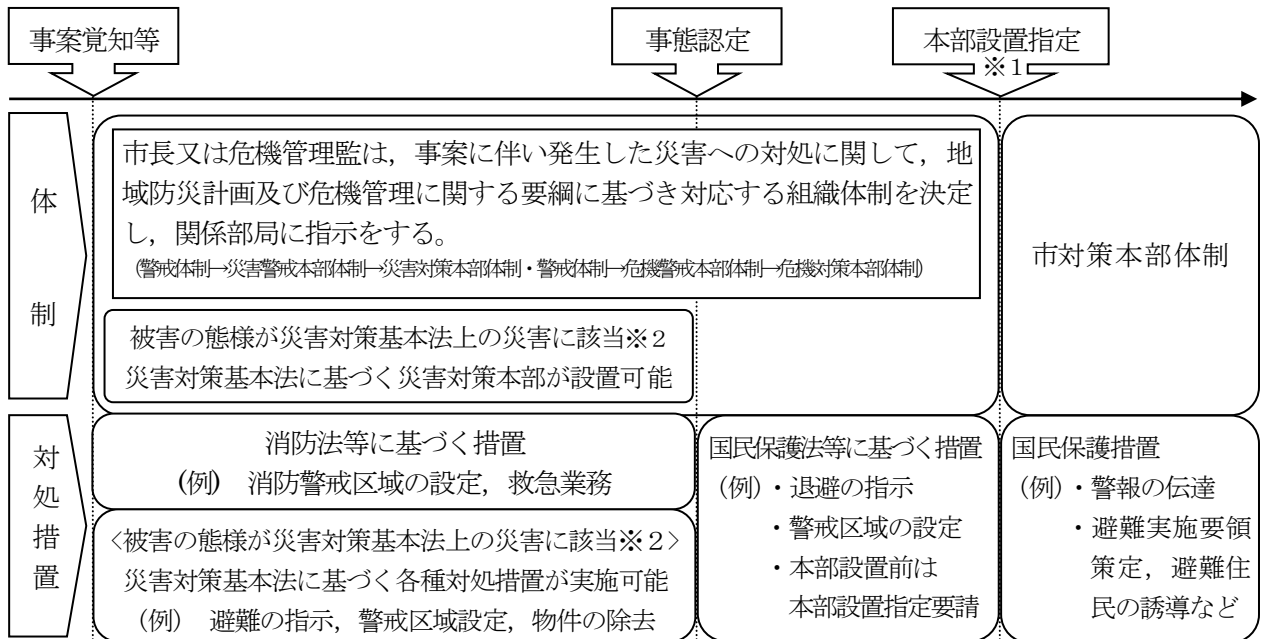 事案覚知等
事態認定
本部設置指定
※1
体制
市長又は危機管理監は，事案に伴い発生した災害への対処に関して，地
域防災計画及び危機管理に関する要綱に基づき対応する組織体制を決定
し，関係部局に指示をする。
（警戒体制→災害警戒本部体制→災害対策本部体制・警戒体制→危機警戒本部体制→危機対策本部体制）
被害の態様が災害対策基本法上の災害に該当※２
災害対策基本法に基づく災害対策本部が設置可能
市対策本部体制
対処措置
消防法等に基づく措置
(例)　消防警戒区域の設定，救急業務
<被害の態様が災害対策基本法上の災害に該当※２>
災害対策基本法に基づく各種対処措置が実施可能
（例）　避難の指示，警戒区域設定，物件の除去
国民保護法等に基づく措置
（例）・退避の指示
・警戒区域の設定
・本部設置前は
本部設置指定要請
国民保護措置
（例）・警報の伝達
・避難実施要領
策定，避難住
民の誘導など